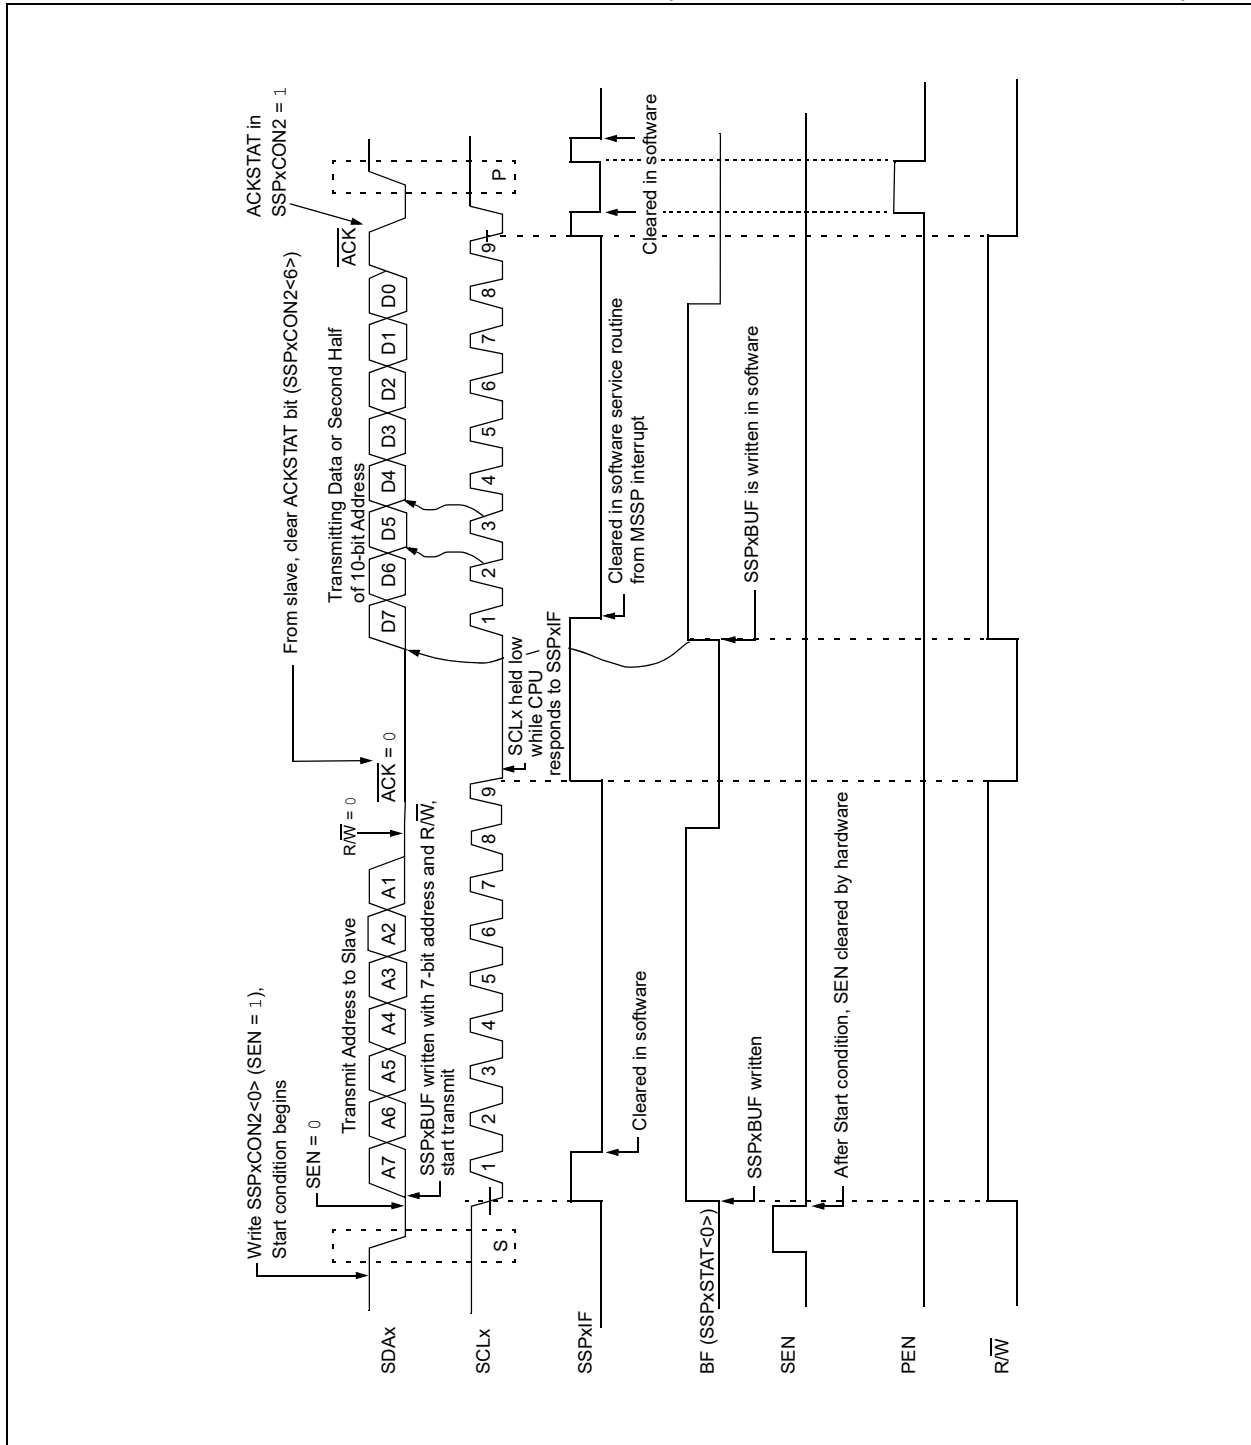 Write SSPxCON2<0> (SEN = 1),
Start condition begins
SEN = 0
Transmit Address to Slave
R/W̅ = 0
From slave, clear ACKSTAT bit (SSPxCON2<6>)
A̅C̅K̅ = 0
Transmitting Data or Second Half
of 10-bit Address
ACKSTAT in
SSPxCON2 = 1
A̅C̅K̅
SDAx
A7 A6 A5 A4 A3 A2 A1
D7 D6 D5 D4 D3 D2 D1 D0
SSPxBUF written with 7-bit address and R/W̅,
start transmit
SCLx
S
1 2 3 4 5 6 7 8 9
1 2 3 4 5 6 7 8 9
P
SCLx held low
while CPU
responds to SSPxIF
SSPxIF
Cleared in software
Cleared in software service routine
from MSSP interrupt
Cleared in software
Cleared in software
BF (SSPxSTAT<0>)
SSPxBUF written
SSPxBUF is written in software
SEN
After Start condition, SEN cleared by hardware
PEN
R/W̅